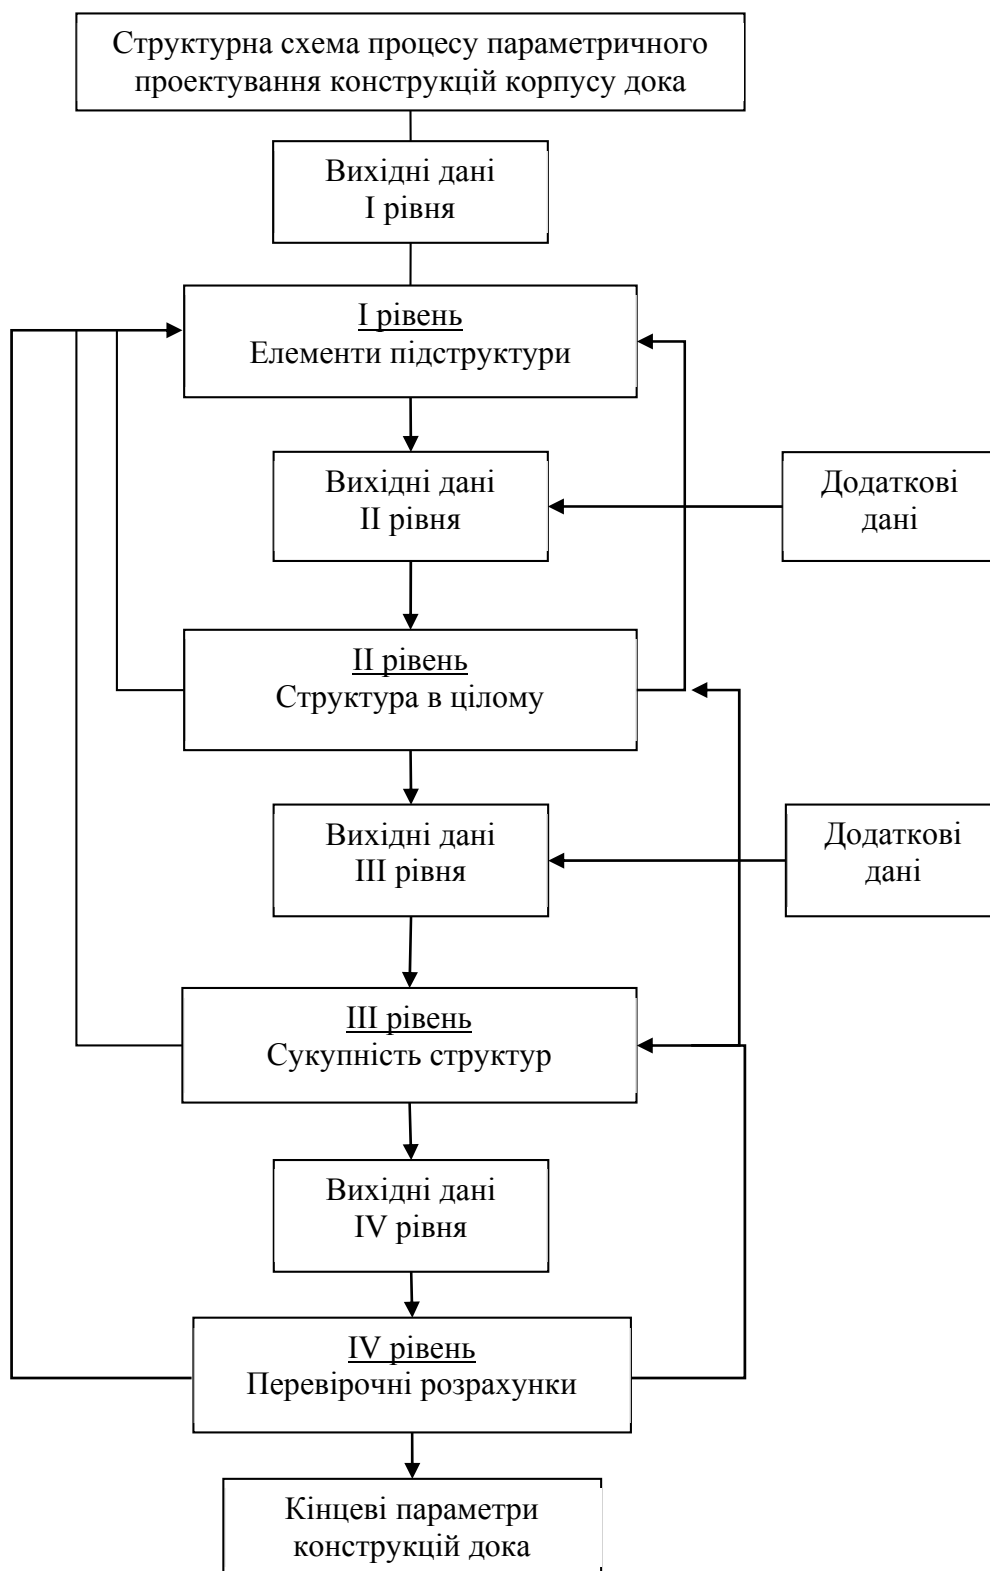 Структурна схема процесу параметричного
проектування конструкцій корпусу дока
Вихідні дані
І рівня
І рівень
Елементи підструктури
Вихідні дані
ІІ рівня
Додаткові
дані
ІІ рівень
Структура в цілому
Вихідні дані
ІІІ рівня
Додаткові
дані
ІІІ рівень
Сукупність структур
Вихідні дані
IV рівня
IV рівень
Перевірочні розрахунки
Кінцеві параметри
конструкцій дока